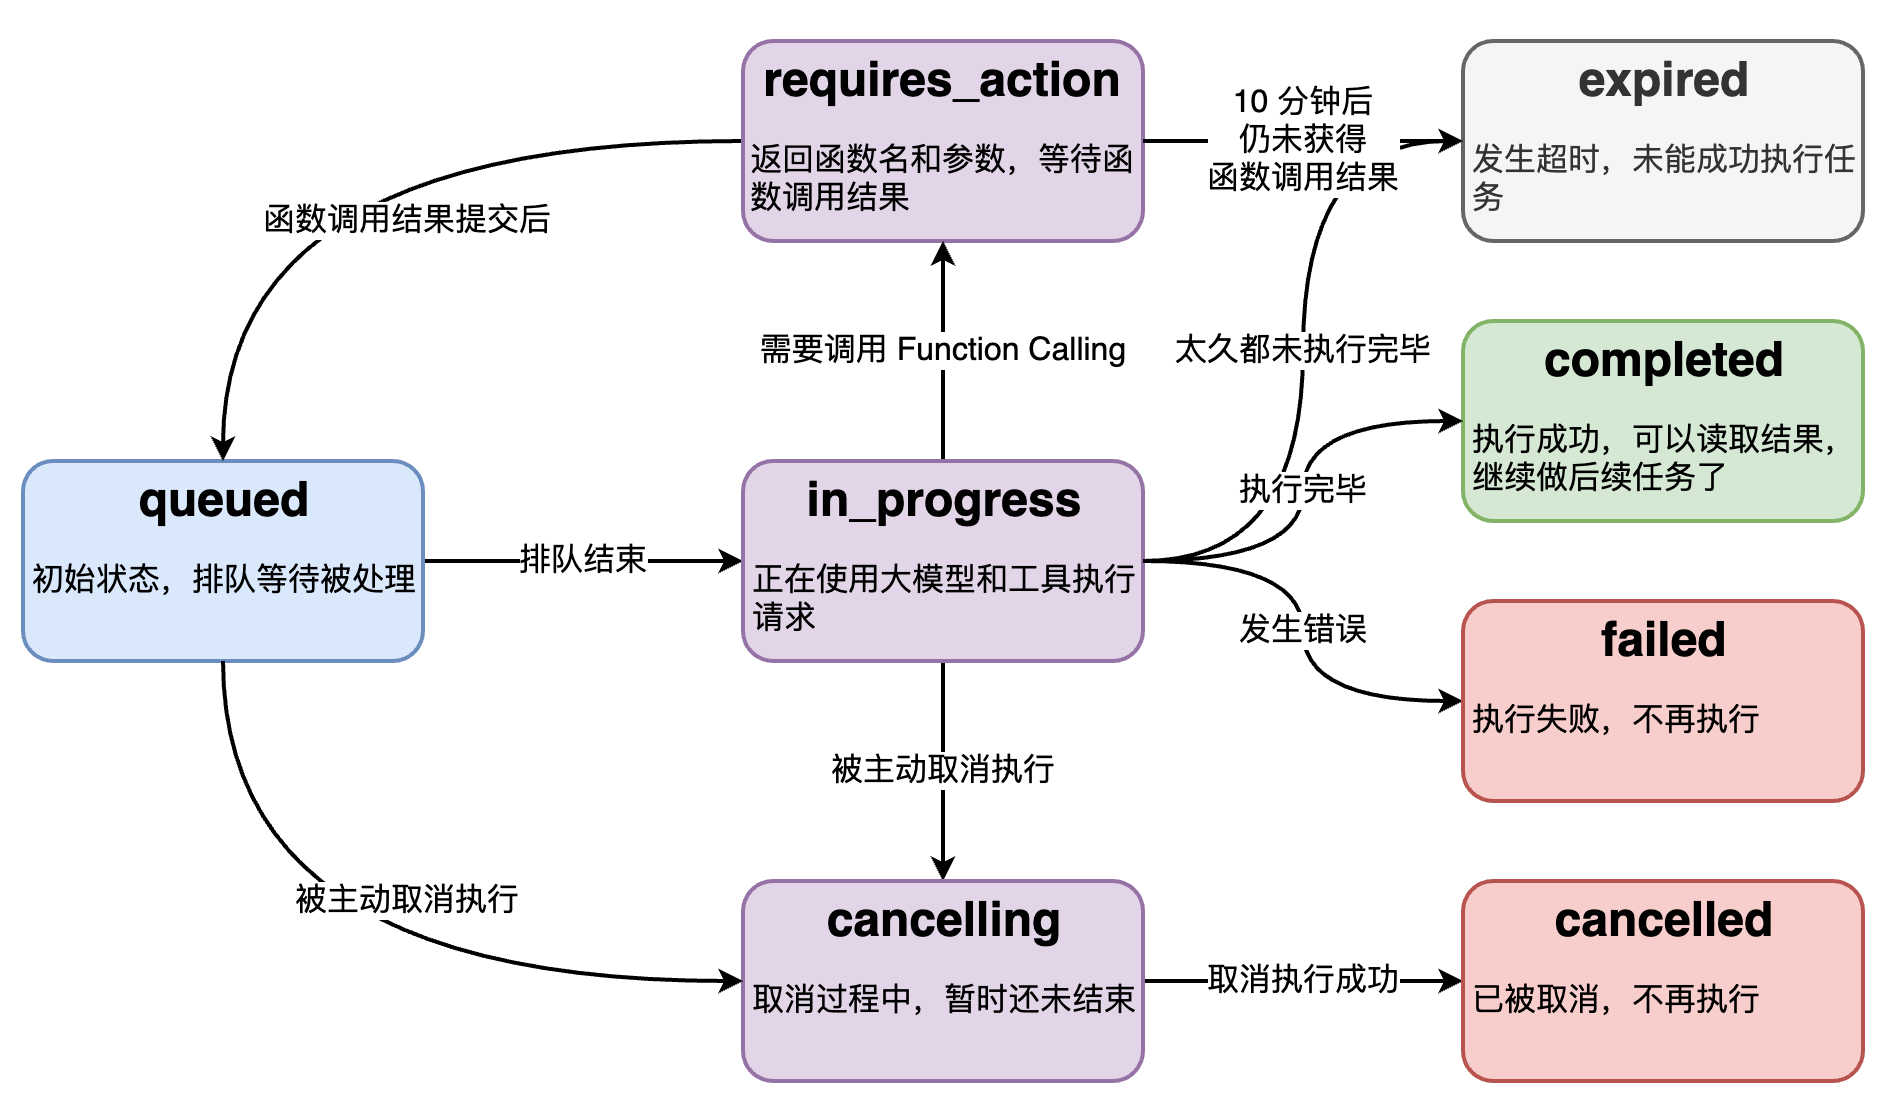 requires_action
返回函数名和参数，等待函
数调用结果
10 分钟后
仍未获得
函数调用结果
expired
发生超时，未能成功执行任
务
函数调用结果提交后
需要调用 Function Calling
太久都未执行完毕
completed
执行成功，可以读取结果，
继续做后续任务了
queued
初始状态，排队等待被处理
排队结束
in_progress
正在使用大模型和工具执行
请求
执行完毕
发生错误
failed
执行失败，不再执行
被主动取消执行
被主动取消执行
cancelling
取消过程中，暂时还未结束
取消执行成功
cancelled
已被取消，不再执行